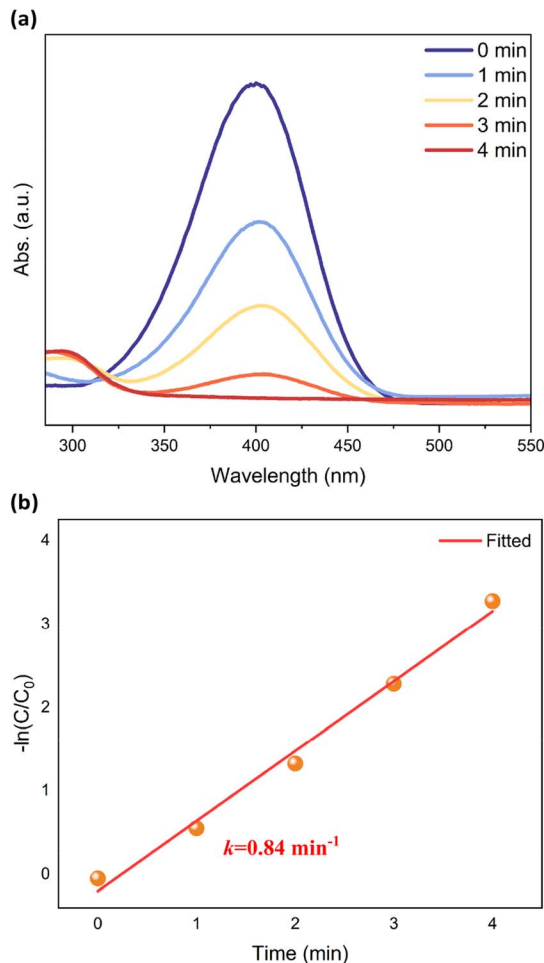 (a)
0 min
1 min
2 min
3 min
4 min
Abs. (a.u.)
300 350 400 450 500 550
Wavelength (nm)
(b)
4
Fitted
3
2
1
0
-ln(C/C0)
k=0.84 min-1
0 1 2 3 4
Time (min)